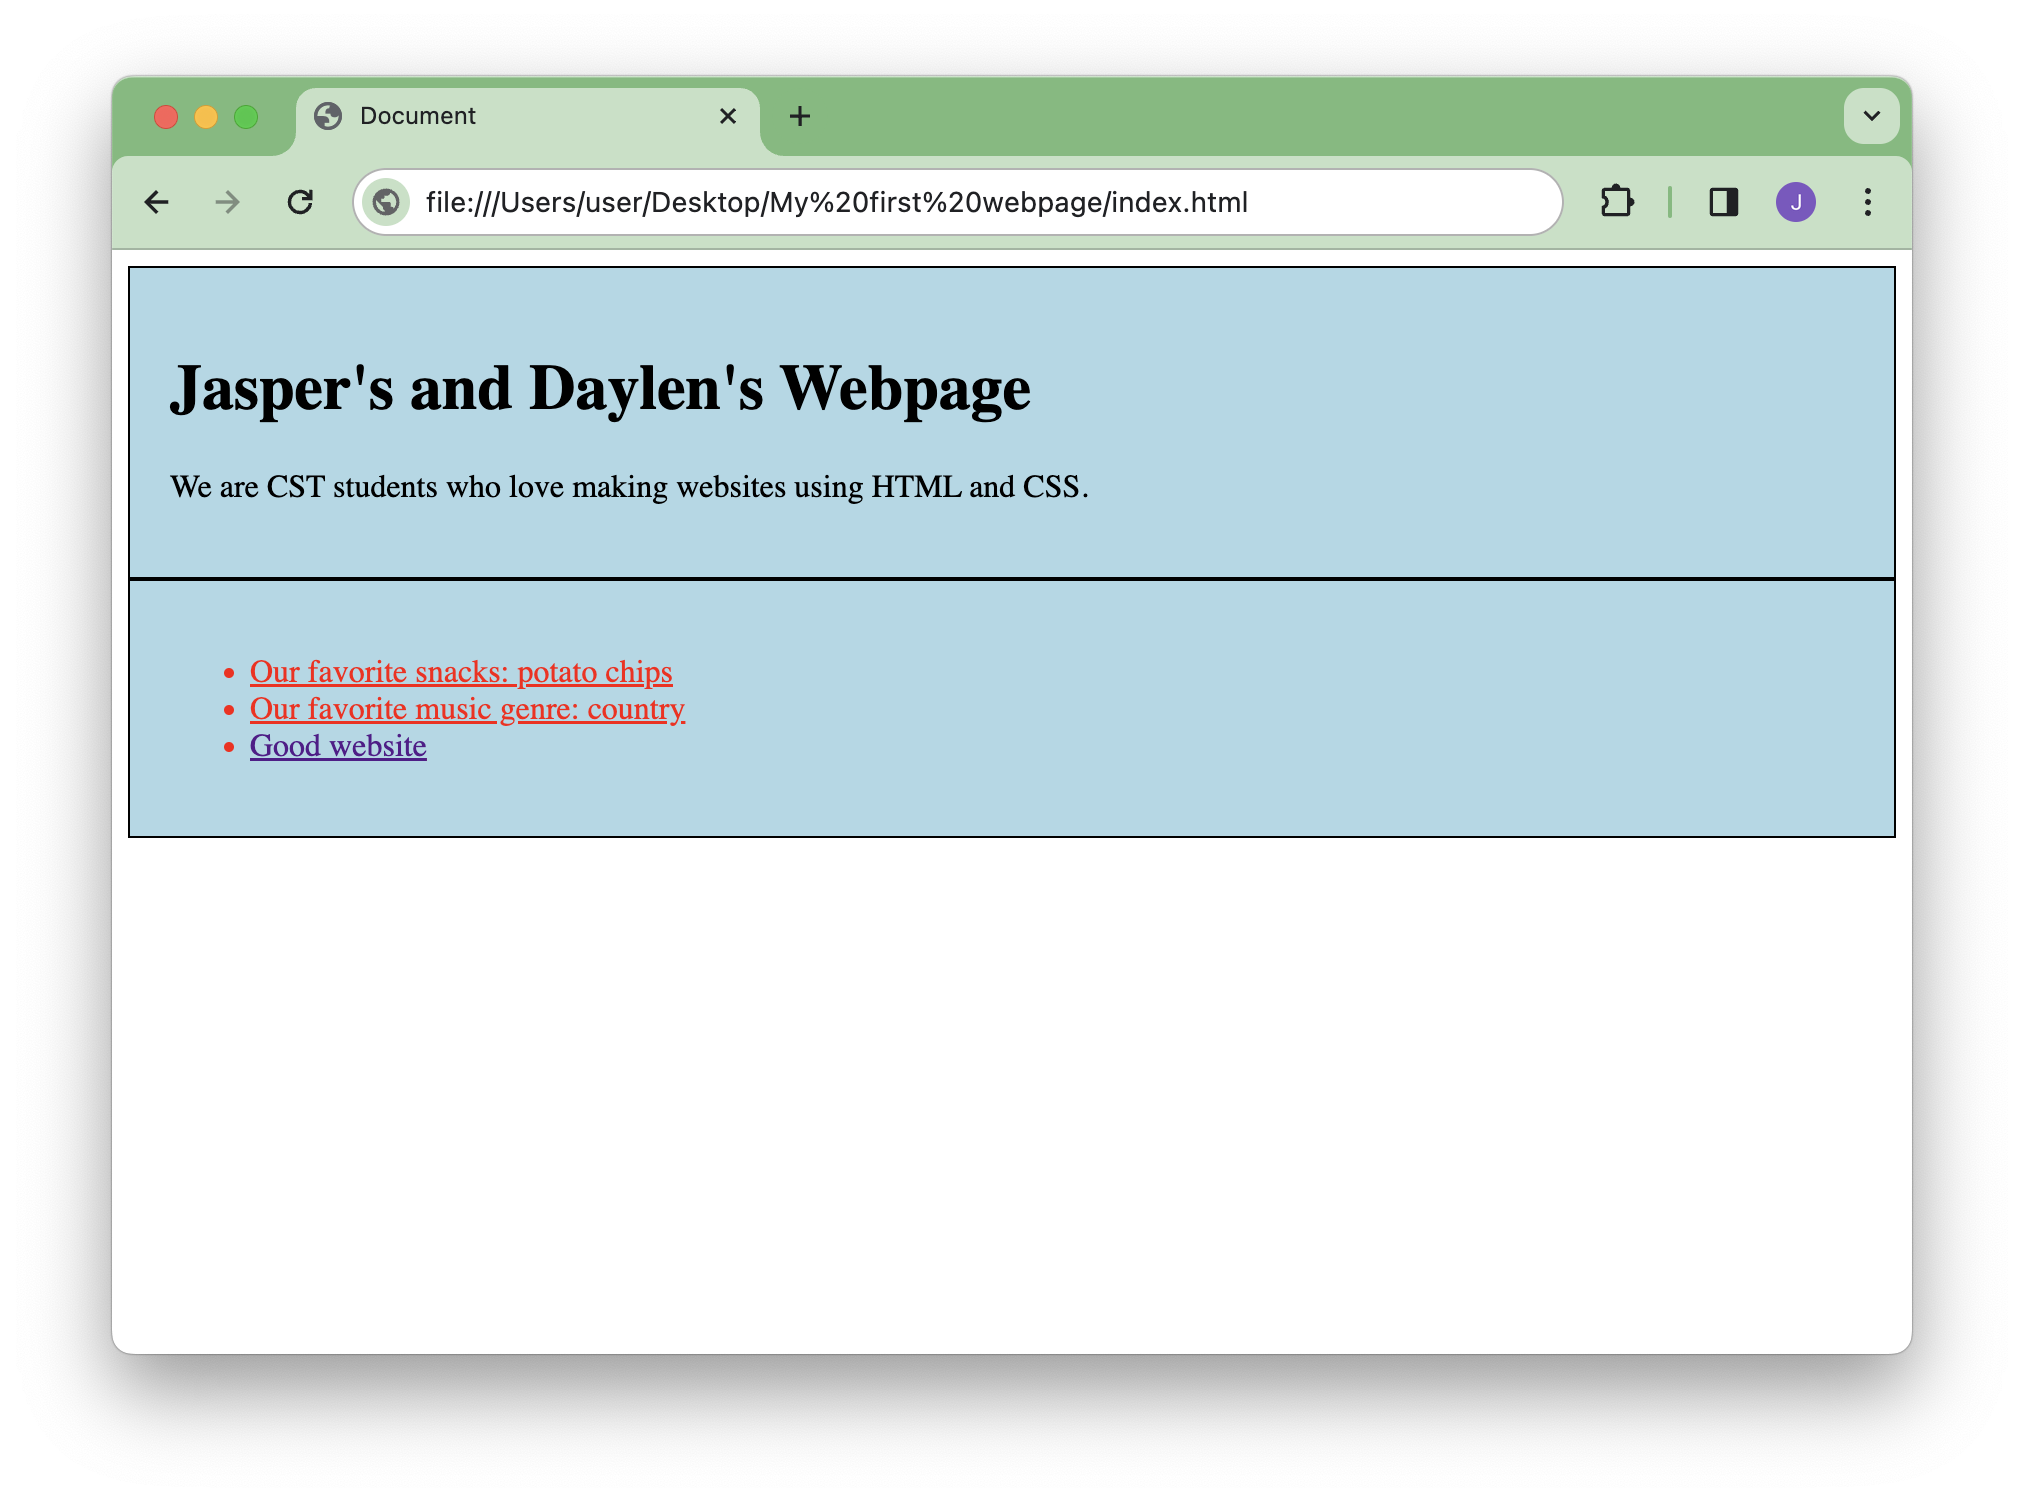 Document
file:///Users/user/Desktop/My%20first%20webpage/index.html
J
Jasper's and Daylen's Webpage
We are CST students who love making websites using HTML and CSS.
Our favorite snacks: potato chips
Our favorite music genre: country
Good website